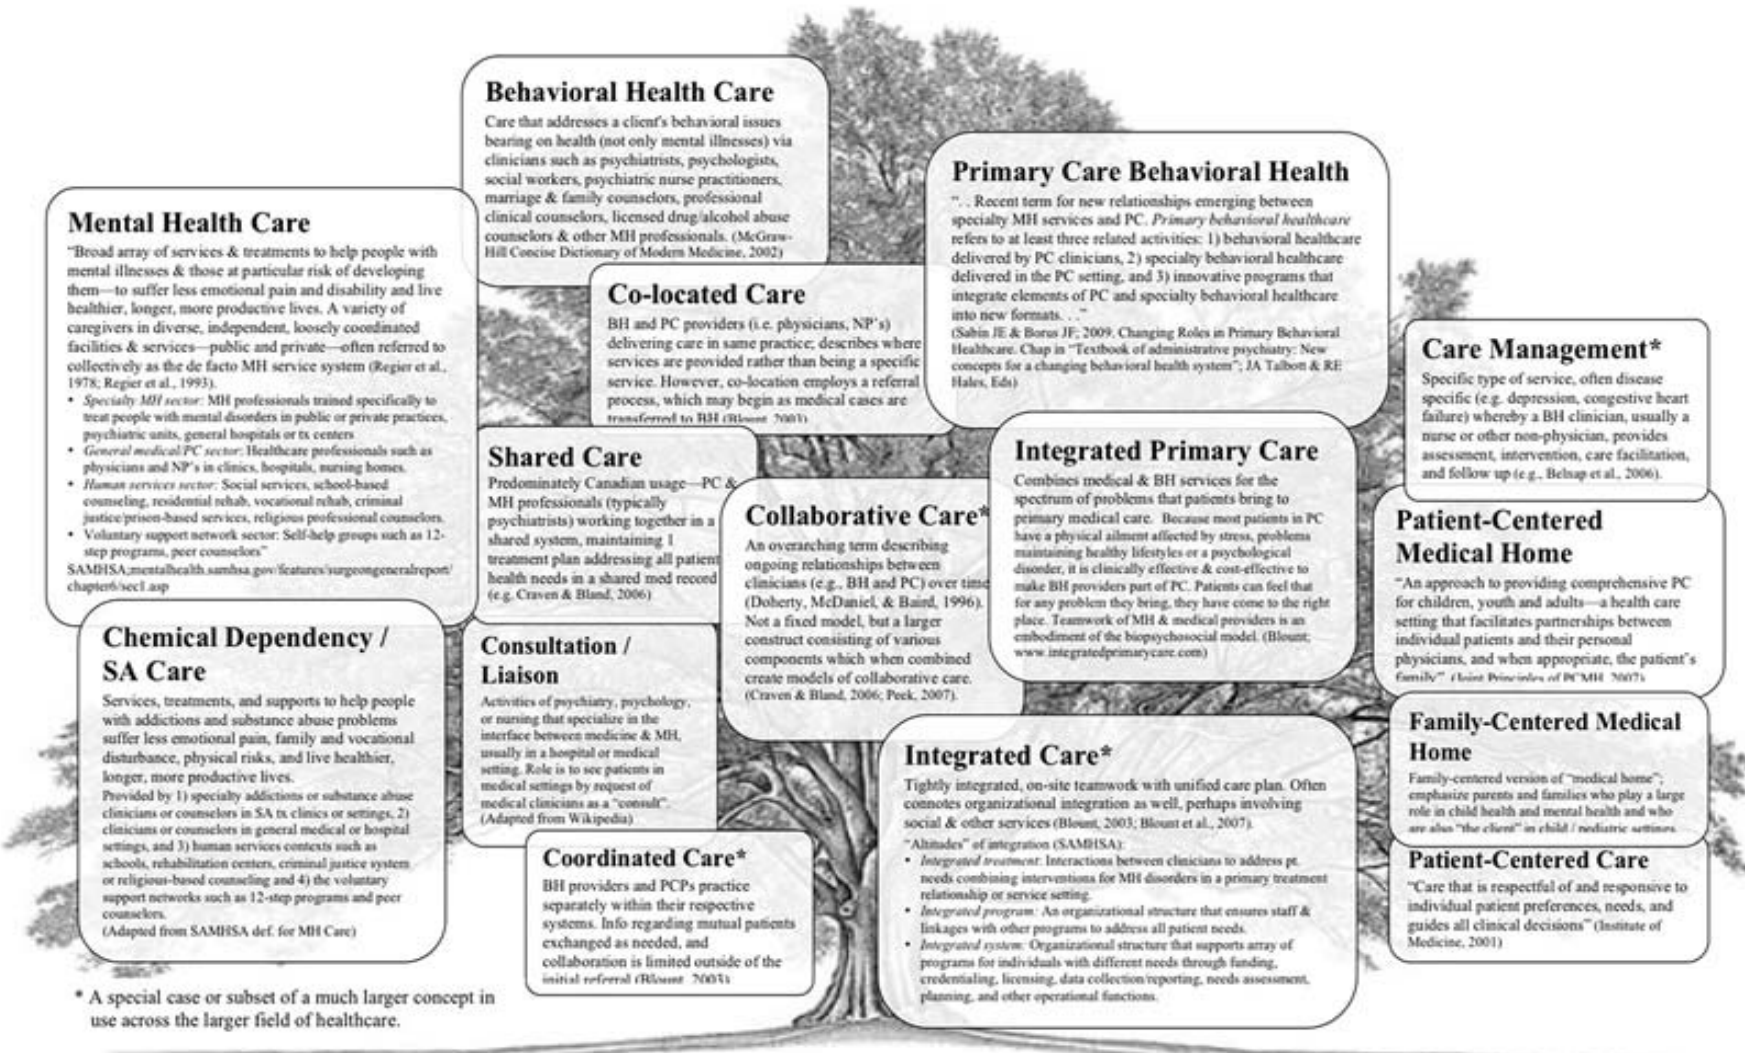 Behavioral Health Care
Care that addresses a client's behavioral issues
bearing on health (not only mental illnesses) via
clinicians such as psychiatrists, psychologists,
social workers, psychiatric nurse practitioners,
marriage & family counselors, professional
clinical counselors, licensed drug/alcohol abuse
counselors & other MH professionals. (McGraw-
Hill Concise Dictionary of Modern Medicine, 2002)
Primary Care Behavioral Health
". . Recent term for new relationships emerging between
specialty MH services and PC. Primary behavioral healthcare
refers to at least three related activities: 1) behavioral healthcare
delivered by PC clinicians, 2) specialty behavioral healthcare
delivered in the PC setting, and 3) innovative programs that
integrate elements of PC and specialty behavioral healthcare
into new formats. . ."
(Sabin JE & Borus JF; 2009. Changing Roles in Primary Behavioral
Healthcare. Chap in "Textbook of administrative psychiatry: New
concepts for a changing behavioral health system"; JA Talbott & RE
Hales, Eds)
Mental Health Care
"Broad array of services & treatments to help people with
mental illnesses & those at particular risk of developing
them—to suffer less emotional pain and disability and live
healthier, longer, more productive lives. A variety of
caregivers in diverse, independent, loosely coordinated
facilities & services—public and private—often referred to
collectively as the de facto MH service system (Regier et al.,
1978; Regier et al., 1993).
• Specialty MH sector: MH professionals trained specifically to
treat people with mental disorders in public or private practices,
psychiatric units, general hospitals or tx centers
• General medical/PC sector: Healthcare professionals such as
physicians and NP's in clinics, hospitals, nursing homes.
• Human services sector: Social services, school-based
counseling, residential rehab, vocational rehab, criminal
justice/prison-based services, religious professional counselors.
• Voluntary support network sector: Self-help groups such as 12-
step programs, peer counselors"
SAMHSA;mentalhealth.samhsa.gov/features/surgeongeneralreport/
chapter6/sec1.asp
Co-located Care
BH and PC providers (i.e. physicians, NP's)
delivering care in same practice; describes where
services are provided rather than being a specific
service. However, co-location employs a referral
process, which may begin as medical cases are
transferred to BH (Blount, 2003)
Care Management*
Specific type of service, often disease
specific (e.g. depression, congestive heart
failure) whereby a BH clinician, usually a
nurse or other non-physician, provides
assessment, intervention, care facilitation,
and follow up (e.g., Belnap et al., 2006).
Shared Care
Predominately Canadian usage—PC &
MH professionals (typically
psychiatrists) working together in a
shared system, maintaining 1
treatment plan addressing all patient
health needs in a shared med record
(e.g. Craven & Bland, 2006)
Collaborative Care*
An overarching term describing
ongoing relationships between
clinicians (e.g., BH and PC) over time
(Doherty, McDaniel, & Baird, 1996).
Not a fixed model, but a larger
construct consisting of various
components which when combined
create models of collaborative care.
(Craven & Bland, 2006; Peek, 2007).
Integrated Primary Care
Combines medical & BH services for the
spectrum of problems that patients bring to
primary medical care. Because most patients in PC
have a physical ailment affected by stress, problems
maintaining healthy lifestyles or a psychological
disorder, it is clinically effective & cost-effective to
make BH providers part of PC. Patients can feel that
for any problem they bring, they have come to the right
place. Teamwork of MH & medical providers is an
embodiment of the biopsychosocial model. (Blount;
www.integratedprimarycare.com)
Patient-Centered
Medical Home
"An approach to providing comprehensive PC
for children, youth and adults—a health care
setting that facilitates partnerships between
individual patients and their personal
physicians, and when appropriate, the patient's
family". (Joint Principles of PCMH, 2007)
Chemical Dependency /
SA Care
Services, treatments, and supports to help people
with addictions and substance abuse problems
suffer less emotional pain, family and vocational
disturbance, physical risks, and live healthier,
longer, more productive lives.
Provided by 1) specialty addictions or substance abuse
clinicians or counselors in SA tx clinics or settings, 2)
clinicians or counselors in general medical or hospital
settings, and 3) human services contexts such as
schools, rehabilitation centers, criminal justice system
or religious-based counseling and 4) the voluntary
support networks such as 12-step programs and peer
counselors.
(Adapted from SAMHSA def. for MH Care)
Consultation /
Liaison
Activities of psychiatry, psychology,
or nursing that specialize in the
interface between medicine & MH,
usually in a hospital or medical
setting. Role is to see patients in
medical settings by request of
medical clinicians as a "consult".
(Adapted from Wikipedia)
Family-Centered Medical
Home
Family-centered version of "medical home";
emphasize parents and families who play a large
role in child health and mental health and who
are also "the client" in child / pediatric settings.
Integrated Care*
Tightly integrated, on-site teamwork with unified care plan. Often
connotes organizational integration as well, perhaps involving
social & other services (Blount, 2003; Blount et al., 2007).
"Altitudes" of integration (SAMHSA):
• Integrated treatment: Interactions between clinicians to address pt.
needs combining interventions for MH disorders in a primary treatment
relationship or service setting.
• Integrated program: An organizational structure that ensures staff &
linkages with other programs to address all patient needs.
• Integrated system: Organizational structure that supports array of
programs for individuals with different needs through funding,
credentialing, licensing, data collection/reporting, needs assessment,
planning, and other operational functions.
Coordinated Care*
BH providers and PCPs practice
separately within their respective
systems. Info regarding mutual patients
exchanged as needed, and
collaboration is limited outside of the
initial referral (Blount, 2003)
Patient-Centered Care
"Care that is respectful of and responsive to
individual patient preferences, needs, and
guides all clinical decisions" (Institute of
Medicine, 2001)
* A special case or subset of a much larger concept in
use across the larger field of healthcare.